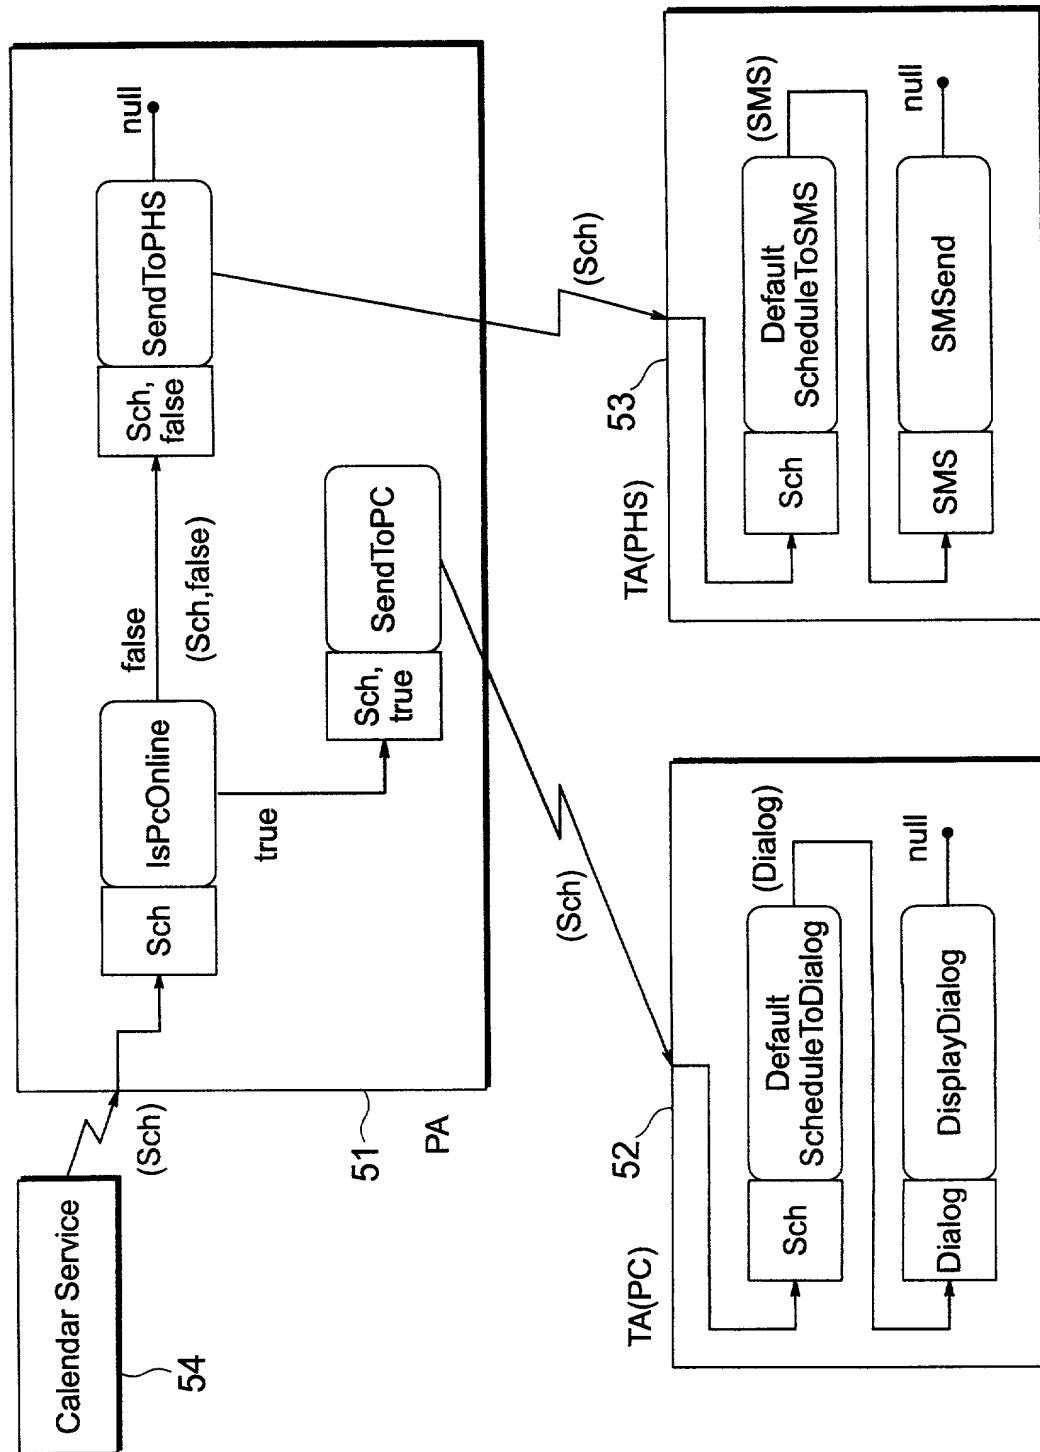 Calendar Service
54
(Sch)
51
PA
Sch
IsPcOnline
false
(Sch,false)
true
Sch,
false
SendToPHS
null
Sch,
true
SendToPC
(Sch)
(Sch)
TA(PC)
52
Sch
Default
ScheduleToDialog
(Dialog)
Dialog
DisplayDialog
null
TA(PHS)
53
Sch
Default
ScheduleToSMS
(SMS)
SMS
SMSend
null